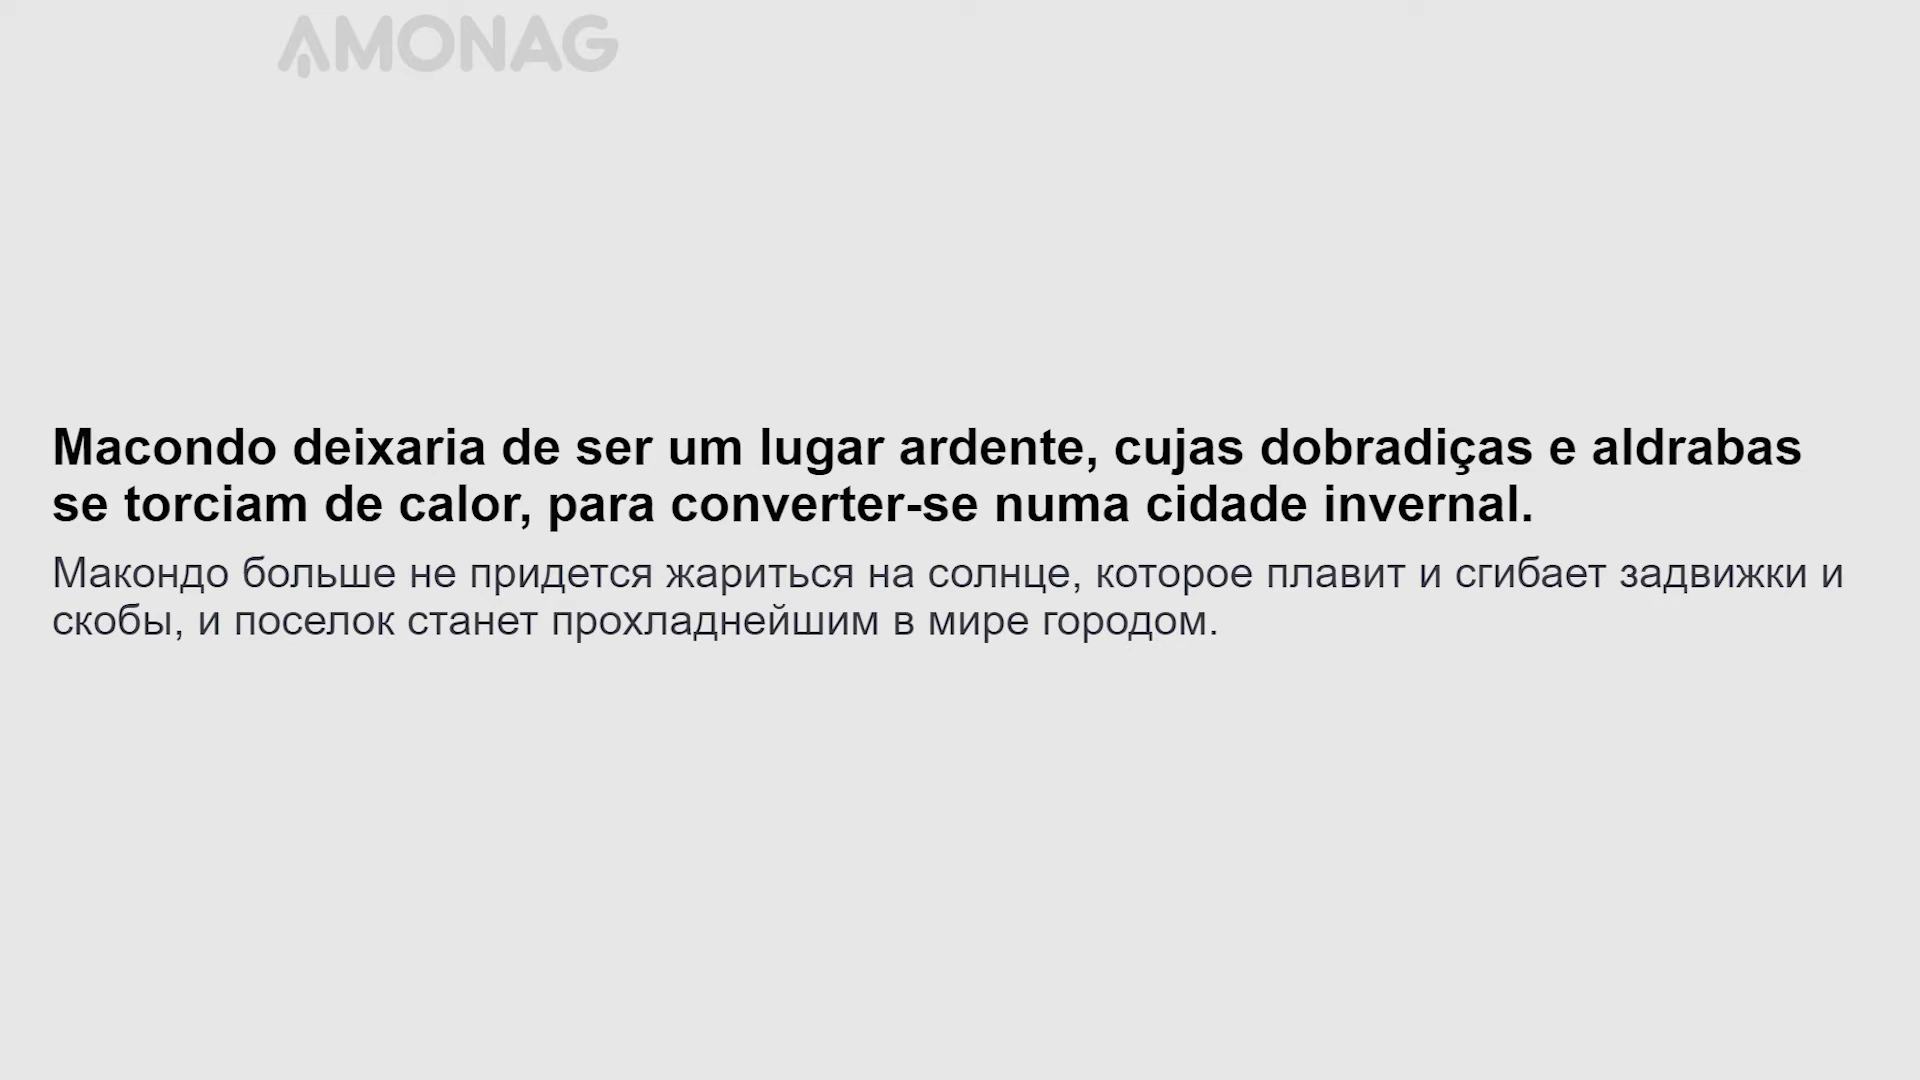 AMONAG
Macondo deixaria de ser um lugar ardente, cujas dobradiças e aldrabas
se torciam de calor, para converter-se numa cidade invernal.
Макондо больше не придется жариться на солнце, которое плавит и сгибает задвижки и
скобы, и поселок станет прохладнейшим в мире городом.